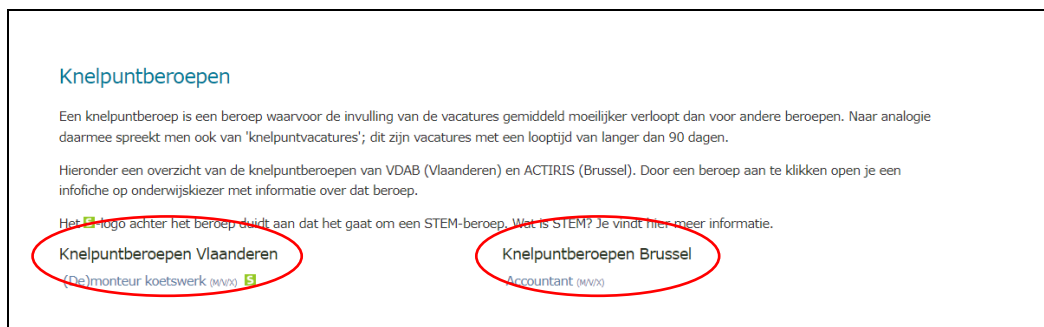 Knelpuntberoepen
Een knelpuntberoep is een beroep waarvoor de invulling van de vacatures gemiddeld moeilijker verloopt dan voor andere beroepen. Naar analogie
daarmee spreekt men ook van 'knelpuntvacatures'; dit zijn vacatures met een looptijd van langer dan 90 dagen.
Hieronder een overzicht van de knelpuntberoepen van VDAB (Vlaanderen) en ACTIRIS (Brussel). Door een beroep aan te klikken open je een
infofiche op onderwijskiezer met informatie over dat beroep.
Het S-logo achter het beroep duidt aan dat het gaat om een STEM-beroep. Wat is STEM? Je vindt hier meer informatie.
Knelpuntberoepen Vlaanderen
(De)monteur koetswerk (M/V/X) S
Knelpuntberoepen Brussel
Accountant (M/V/X)